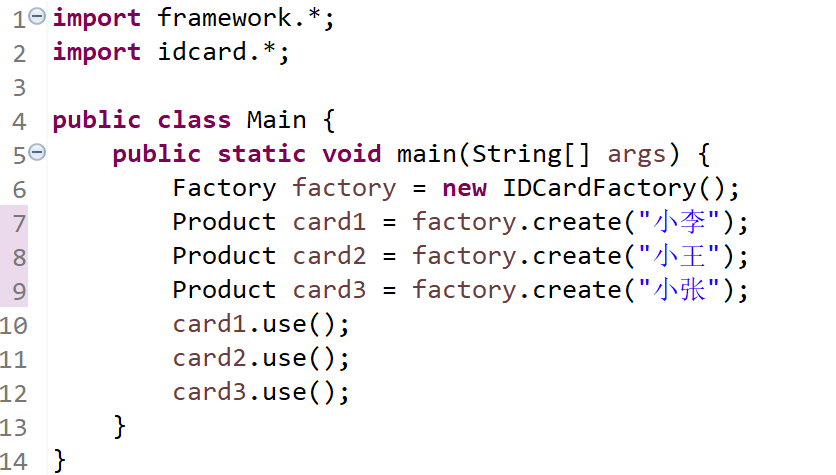 1 import framework.*;
2 import idcard.*;
3
4 public class Main {
5     public static void main(String[] args) {
6         Factory factory = new IDCardFactory();
7         Product card1 = factory.create("小李");
8         Product card2 = factory.create("小王");
9         Product card3 = factory.create("小张");
10         card1.use();
11         card2.use();
12         card3.use();
13     }
14 }